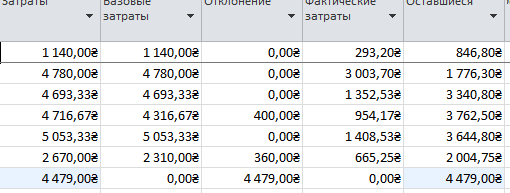 Затраты Базовые затраты Отклонение Фактические затраты Оставшиеся
1 140,00₴ 1 140,00₴ 0,00₴ 293,20₴ 846,80₴
4 780,00₴ 4 780,00₴ 0,00₴ 3 003,70₴ 1 776,30₴
4 693,33₴ 4 693,33₴ 0,00₴ 1 352,53₴ 3 340,80₴
4 716,67₴ 4 316,67₴ 400,00₴ 954,17₴ 3 762,50₴
5 053,33₴ 5 053,33₴ 0,00₴ 1 408,53₴ 3 644,80₴
2 670,00₴ 2 310,00₴ 360,00₴ 665,25₴ 2 004,75₴
4 479,00₴ 0,00₴ 4 479,00₴ 0,00₴ 4 479,00₴